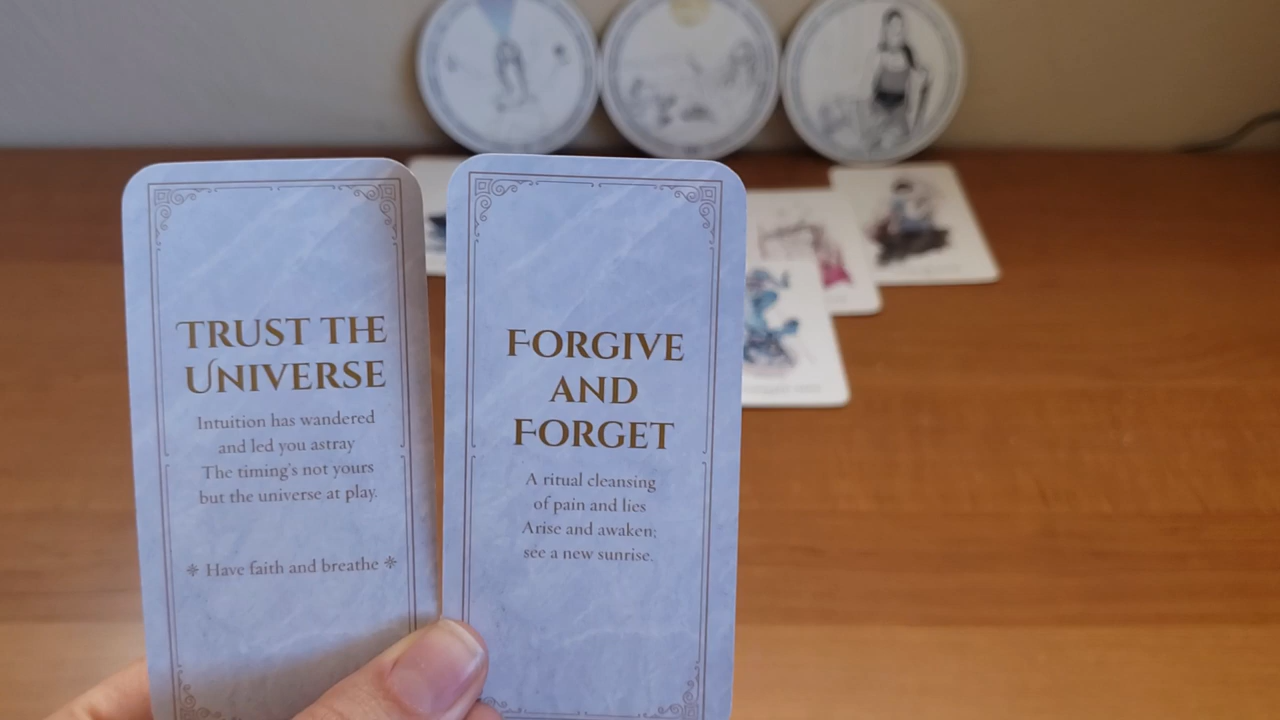 TRUST THE
UNIVERSE
Intuition has wandered
and led you astray
The timing's not yours
but the universe at play.
❈ Have faith and breathe ❈
FORGIVE
AND
FORGET
A ritual cleansing
of pain and lies
Arise and awaken;
see a new sunrise.